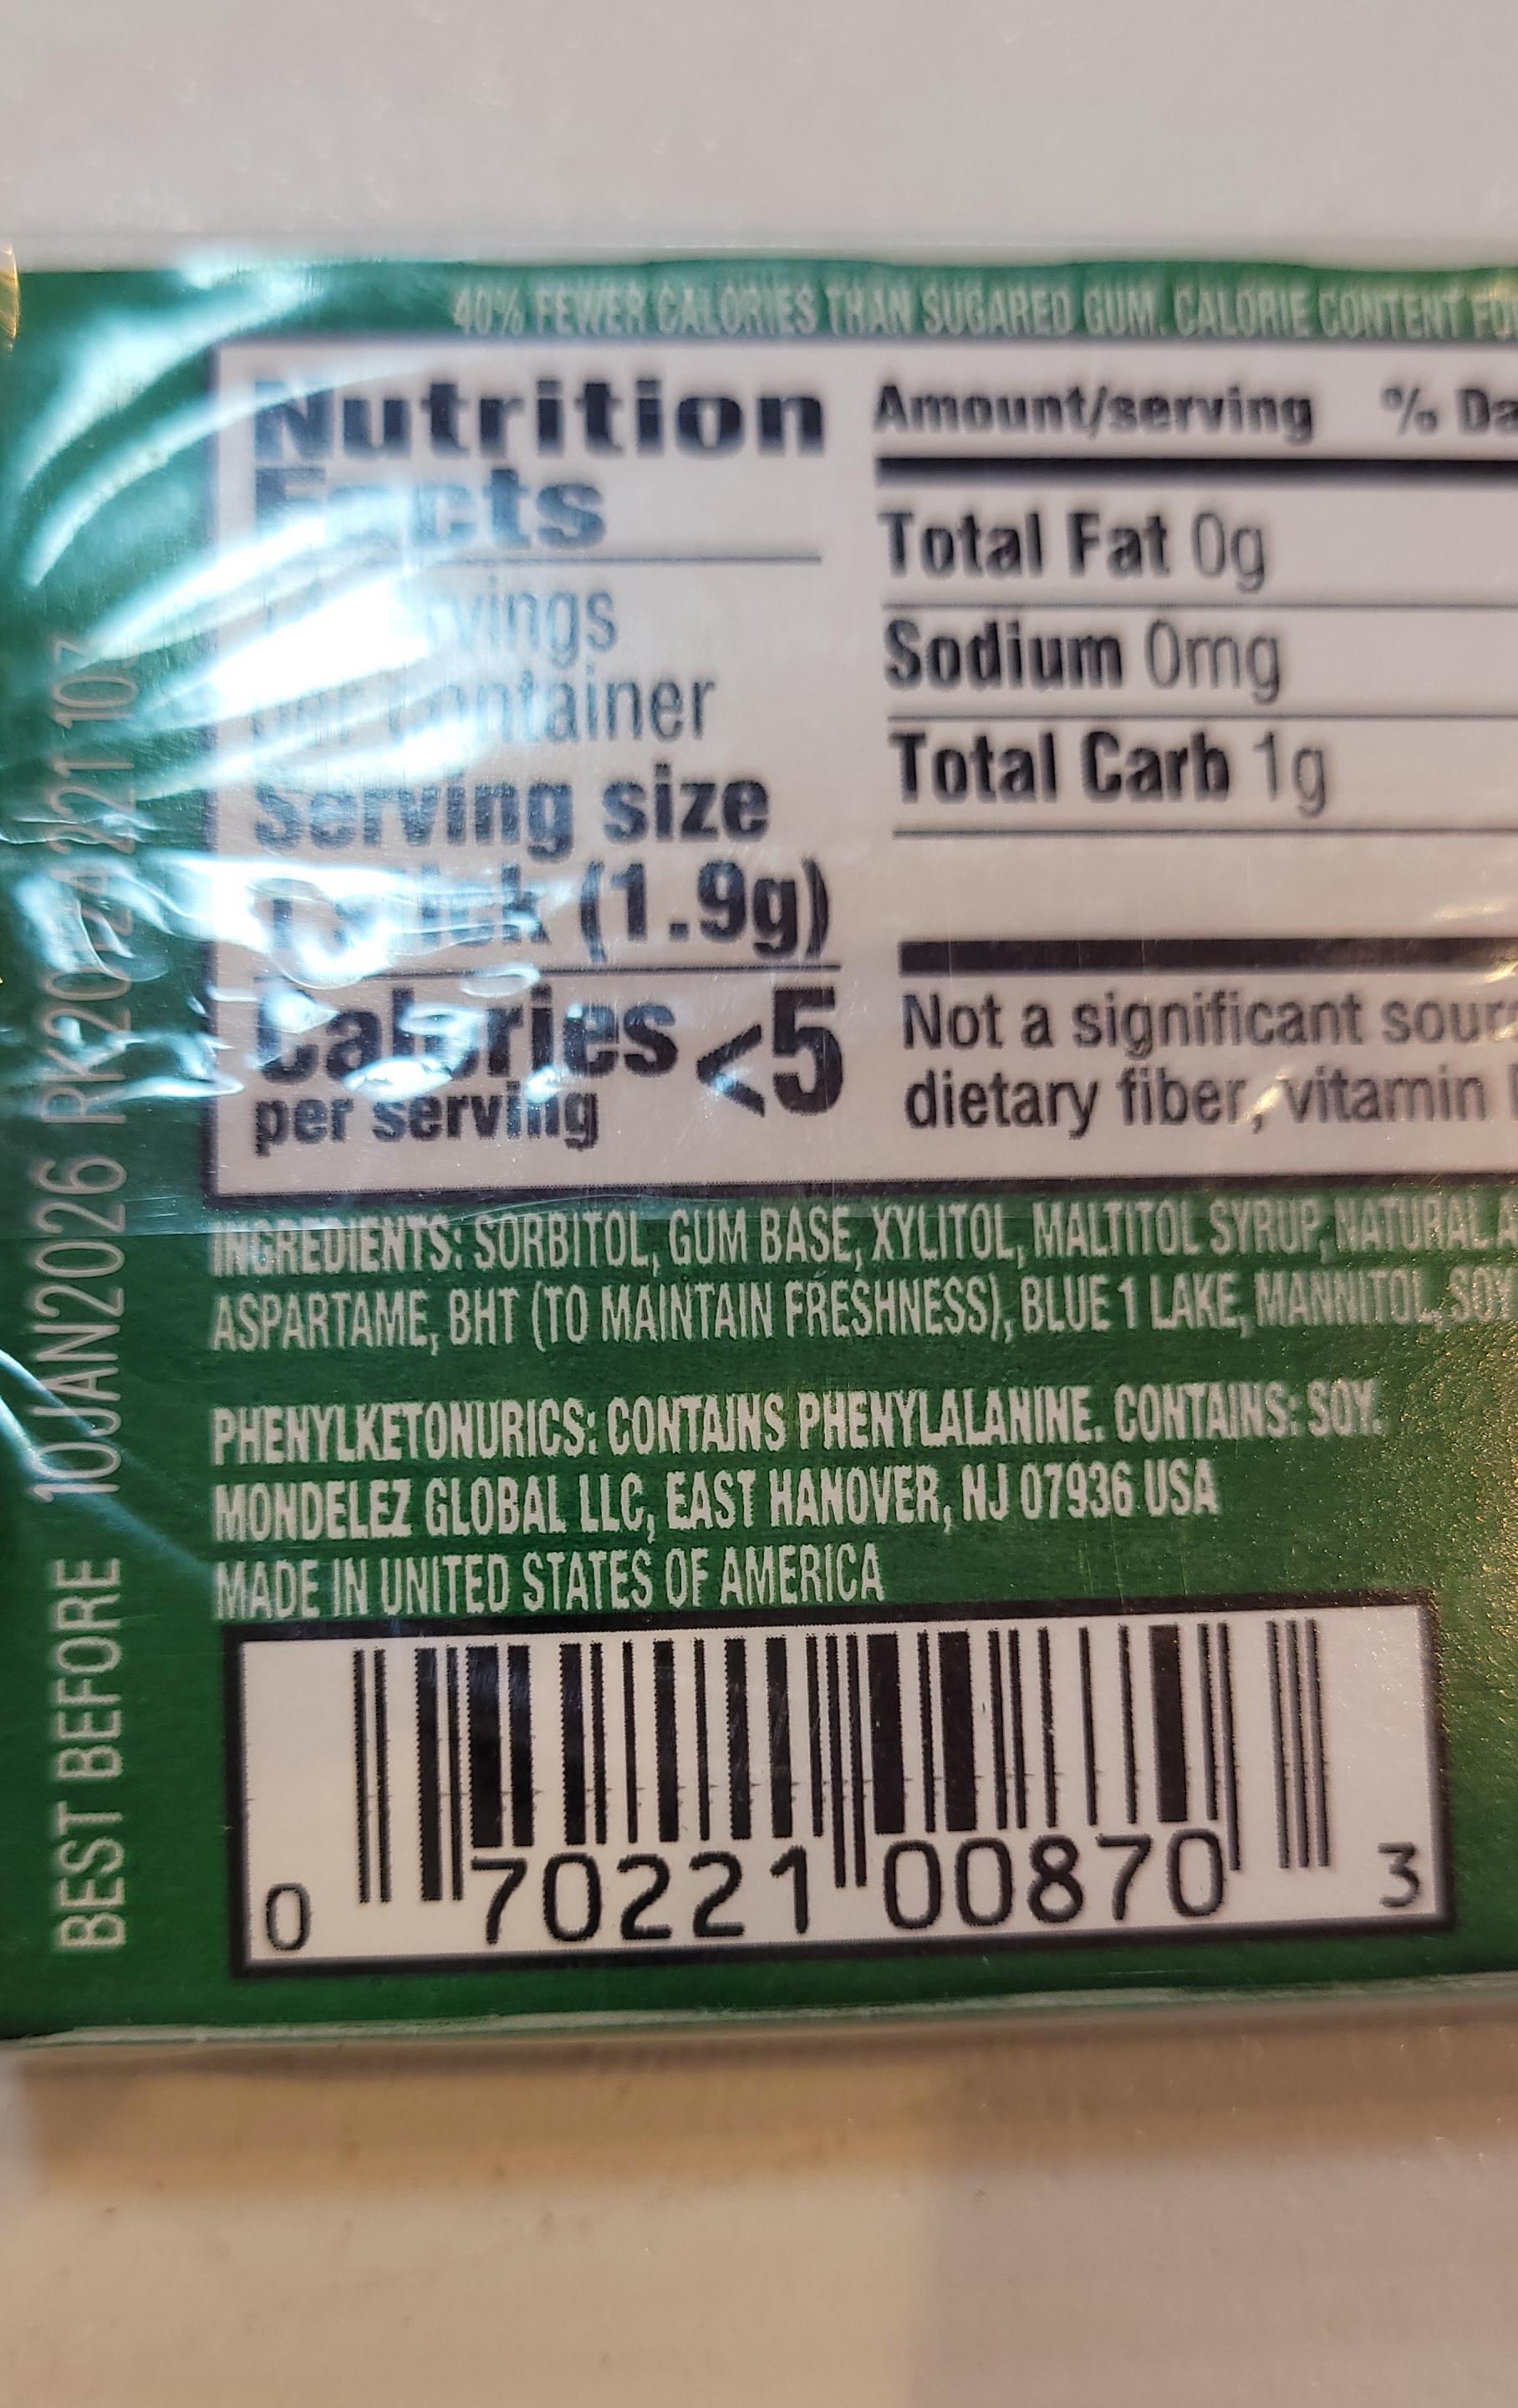 40% FEWER CALORIES THAN SUGARED GUM. CALORIE CONTENT
Nutrition
Facts
container
Serving size
(1.9g)
Calories <5
per serving
Amount/serving %
Total Fat 0g
Sodium 0mg
Total Carb 1g
Not a significant
dietary fiber, vitamin
INGREDIENTS: SORBITOL, GUM BASE, XYLITOL, MALTITOL SYRUP, NATURAL
ASPARTAME, BHT (TO MAINTAIN FRESHNESS), BLUE 1 LAKE, MANNITOL, SOY
PHENYLKETONURICS: CONTAINS PHENYLALANINE. CONTAINS: SOY.
MONDELEZ GLOBAL LLC, EAST HANOVER, NJ 07936 USA
MADE IN UNITED STATES OF AMERICA
0 70221 00870 3
BEST BEFORE 10JAN2026